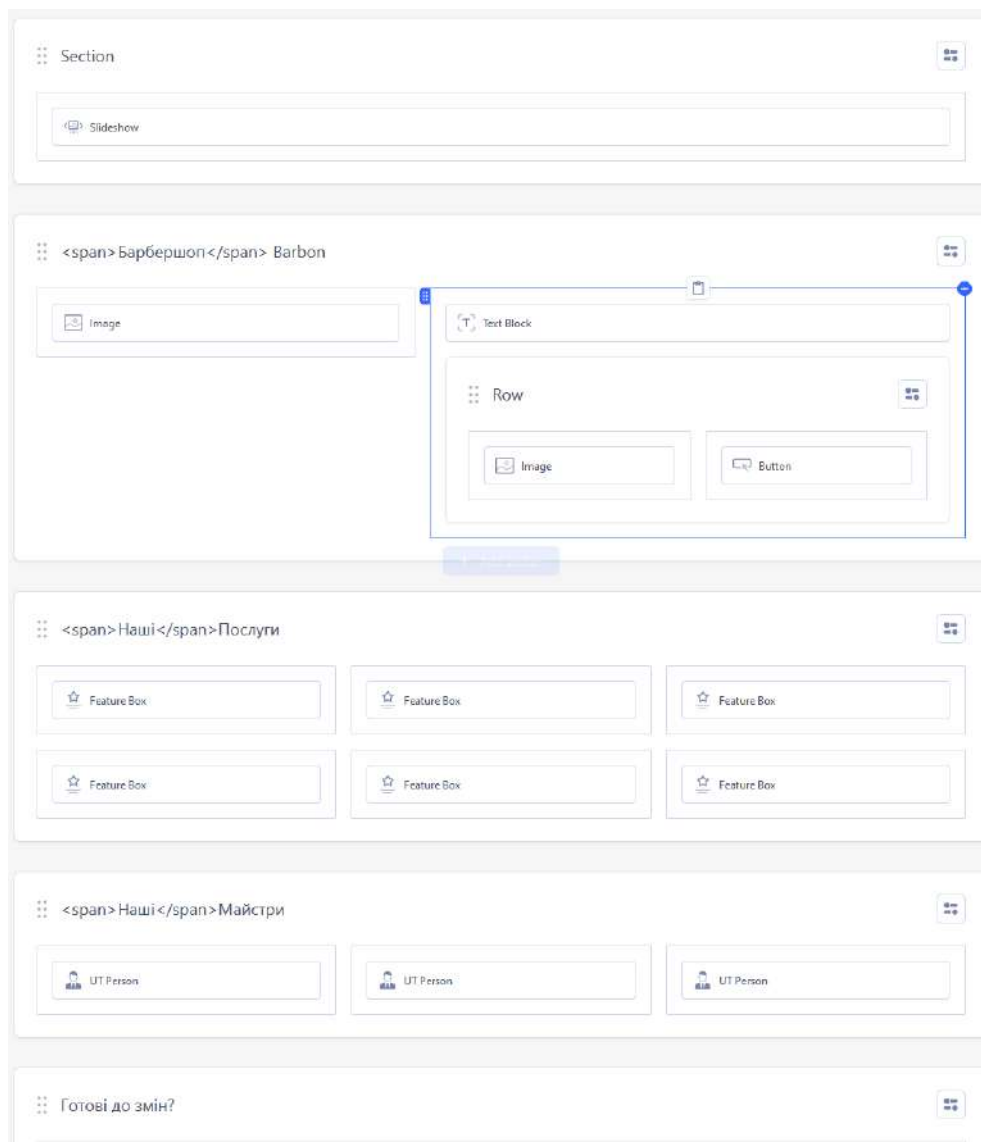 Section
Slideshow
<span>Барбершоп</span> Barbon
Image
Text Block
Row
Image
Button
<span>Наші</span>Послуги
Feature Box
Feature Box
Feature Box
Feature Box
Feature Box
Feature Box
<span>Наші</span>Майстри
UT Person
UT Person
UT Person
Готові до змін?